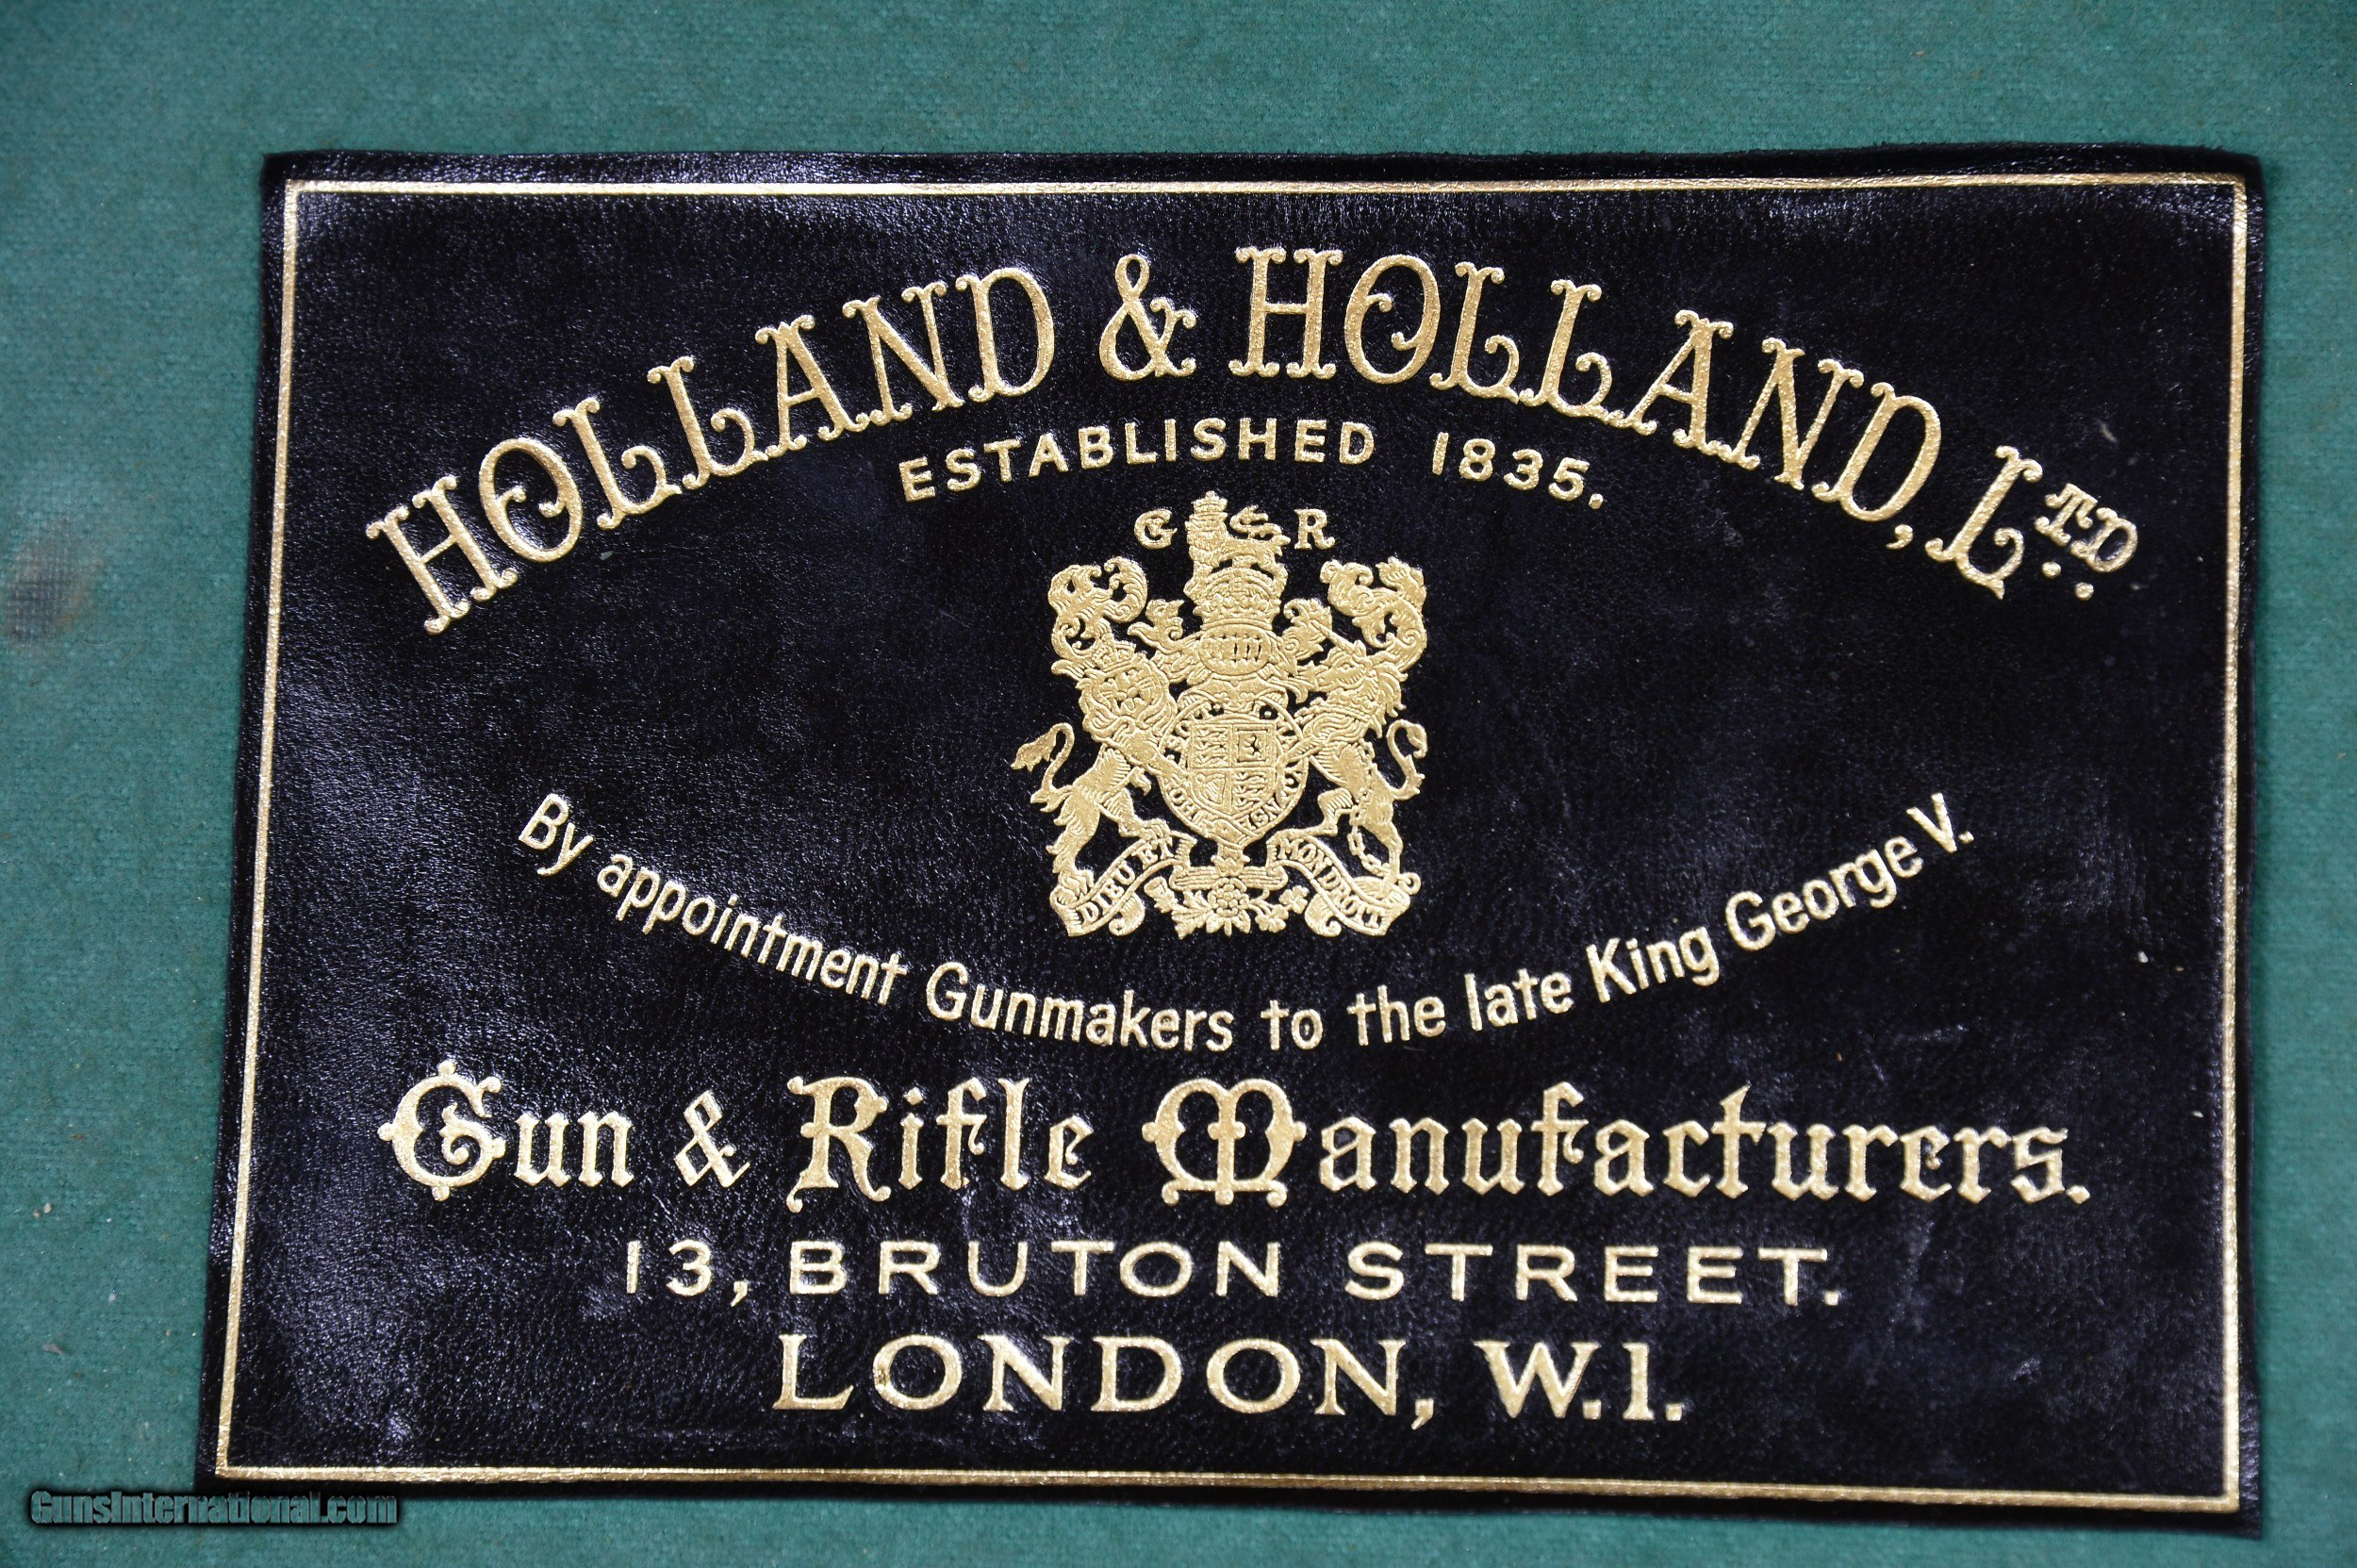 HOLLAND & HOLLAND, LTD.
ESTABLISHED 1835.
G R
DIEU ET MON DROIT
By appointment Gunmakers to the late King George V.
Gun & Rifle Manufacturers.
13, BRUTON STREET.
LONDON, W.1.
GunsInternational.com